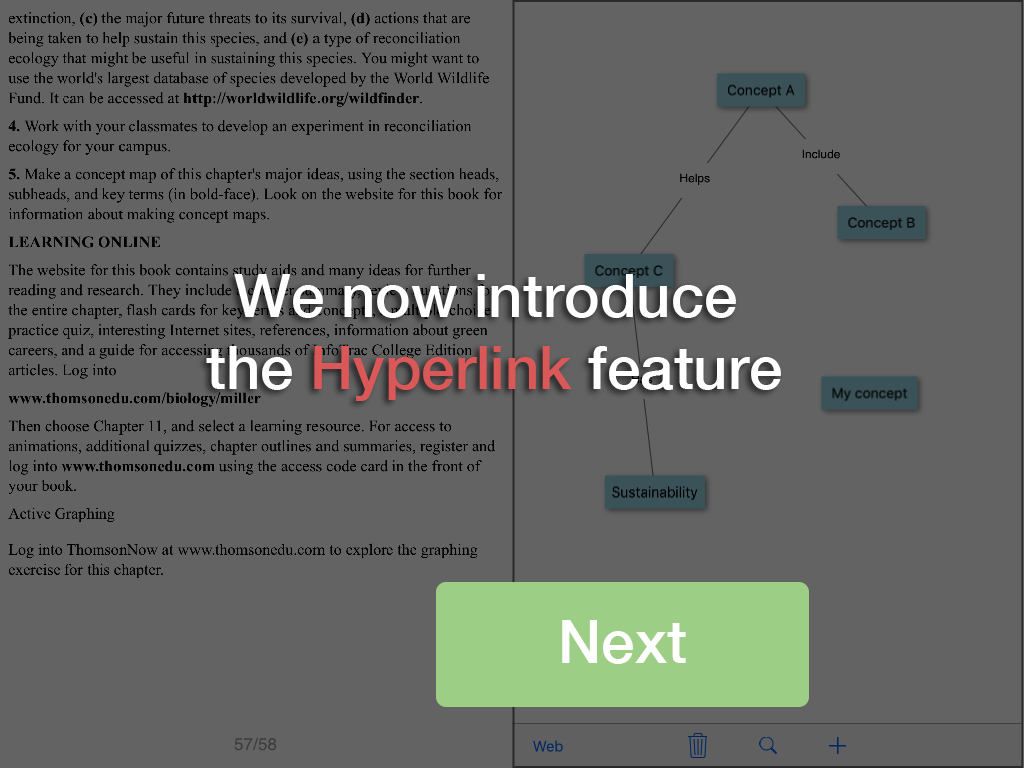 extinction, (c) the major future threats to its survival, (d) actions that are
being taken to help sustain this species, and (e) a type of reconciliation
ecology that might be useful in sustaining this species. You might want to
use the world's largest database of species developed by the World Wildlife
Fund. It can be accessed at http://worldwildlife.org/wildfinder.
4. Work with your classmates to develop an experiment in reconciliation
ecology for your campus.
5. Make a concept map of this chapter's major ideas, using the section heads,
subheads, and key terms (in bold-face). Look on the website for this book for
information about making concept maps.
LEARNING ONLINE
The website for this book contains study aids and many ideas for further
reading and research. They include
the entire chapter, flash cards for key
practice quiz, interesting Internet sites, references, information about green
careers, and a guide for accessing thousands of InfoTrac College Edition
articles. Log into
www.thomsonedu.com/biology/miller
Then choose Chapter 11, and select a learning resource. For access to
animations, additional quizzes, chapter outlines and summaries, register and
log into www.thomsonedu.com using the access code card in the front of
your book.
Active Graphing
Log into ThomsonNow at www.thomsonedu.com to explore the graphing
exercise for this chapter.
57/58
Concept A
Include
Helps
Concept B
Concept C
My concept
Sustainability
We now introduce
the Hyperlink feature
Next
Web